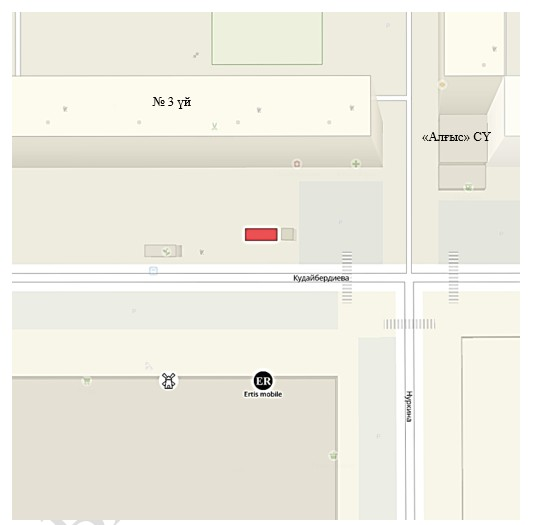 № 3 үй
«Алғыс» СҮ
Кудайбердиева
ER
Ertis mobile
Нуркина